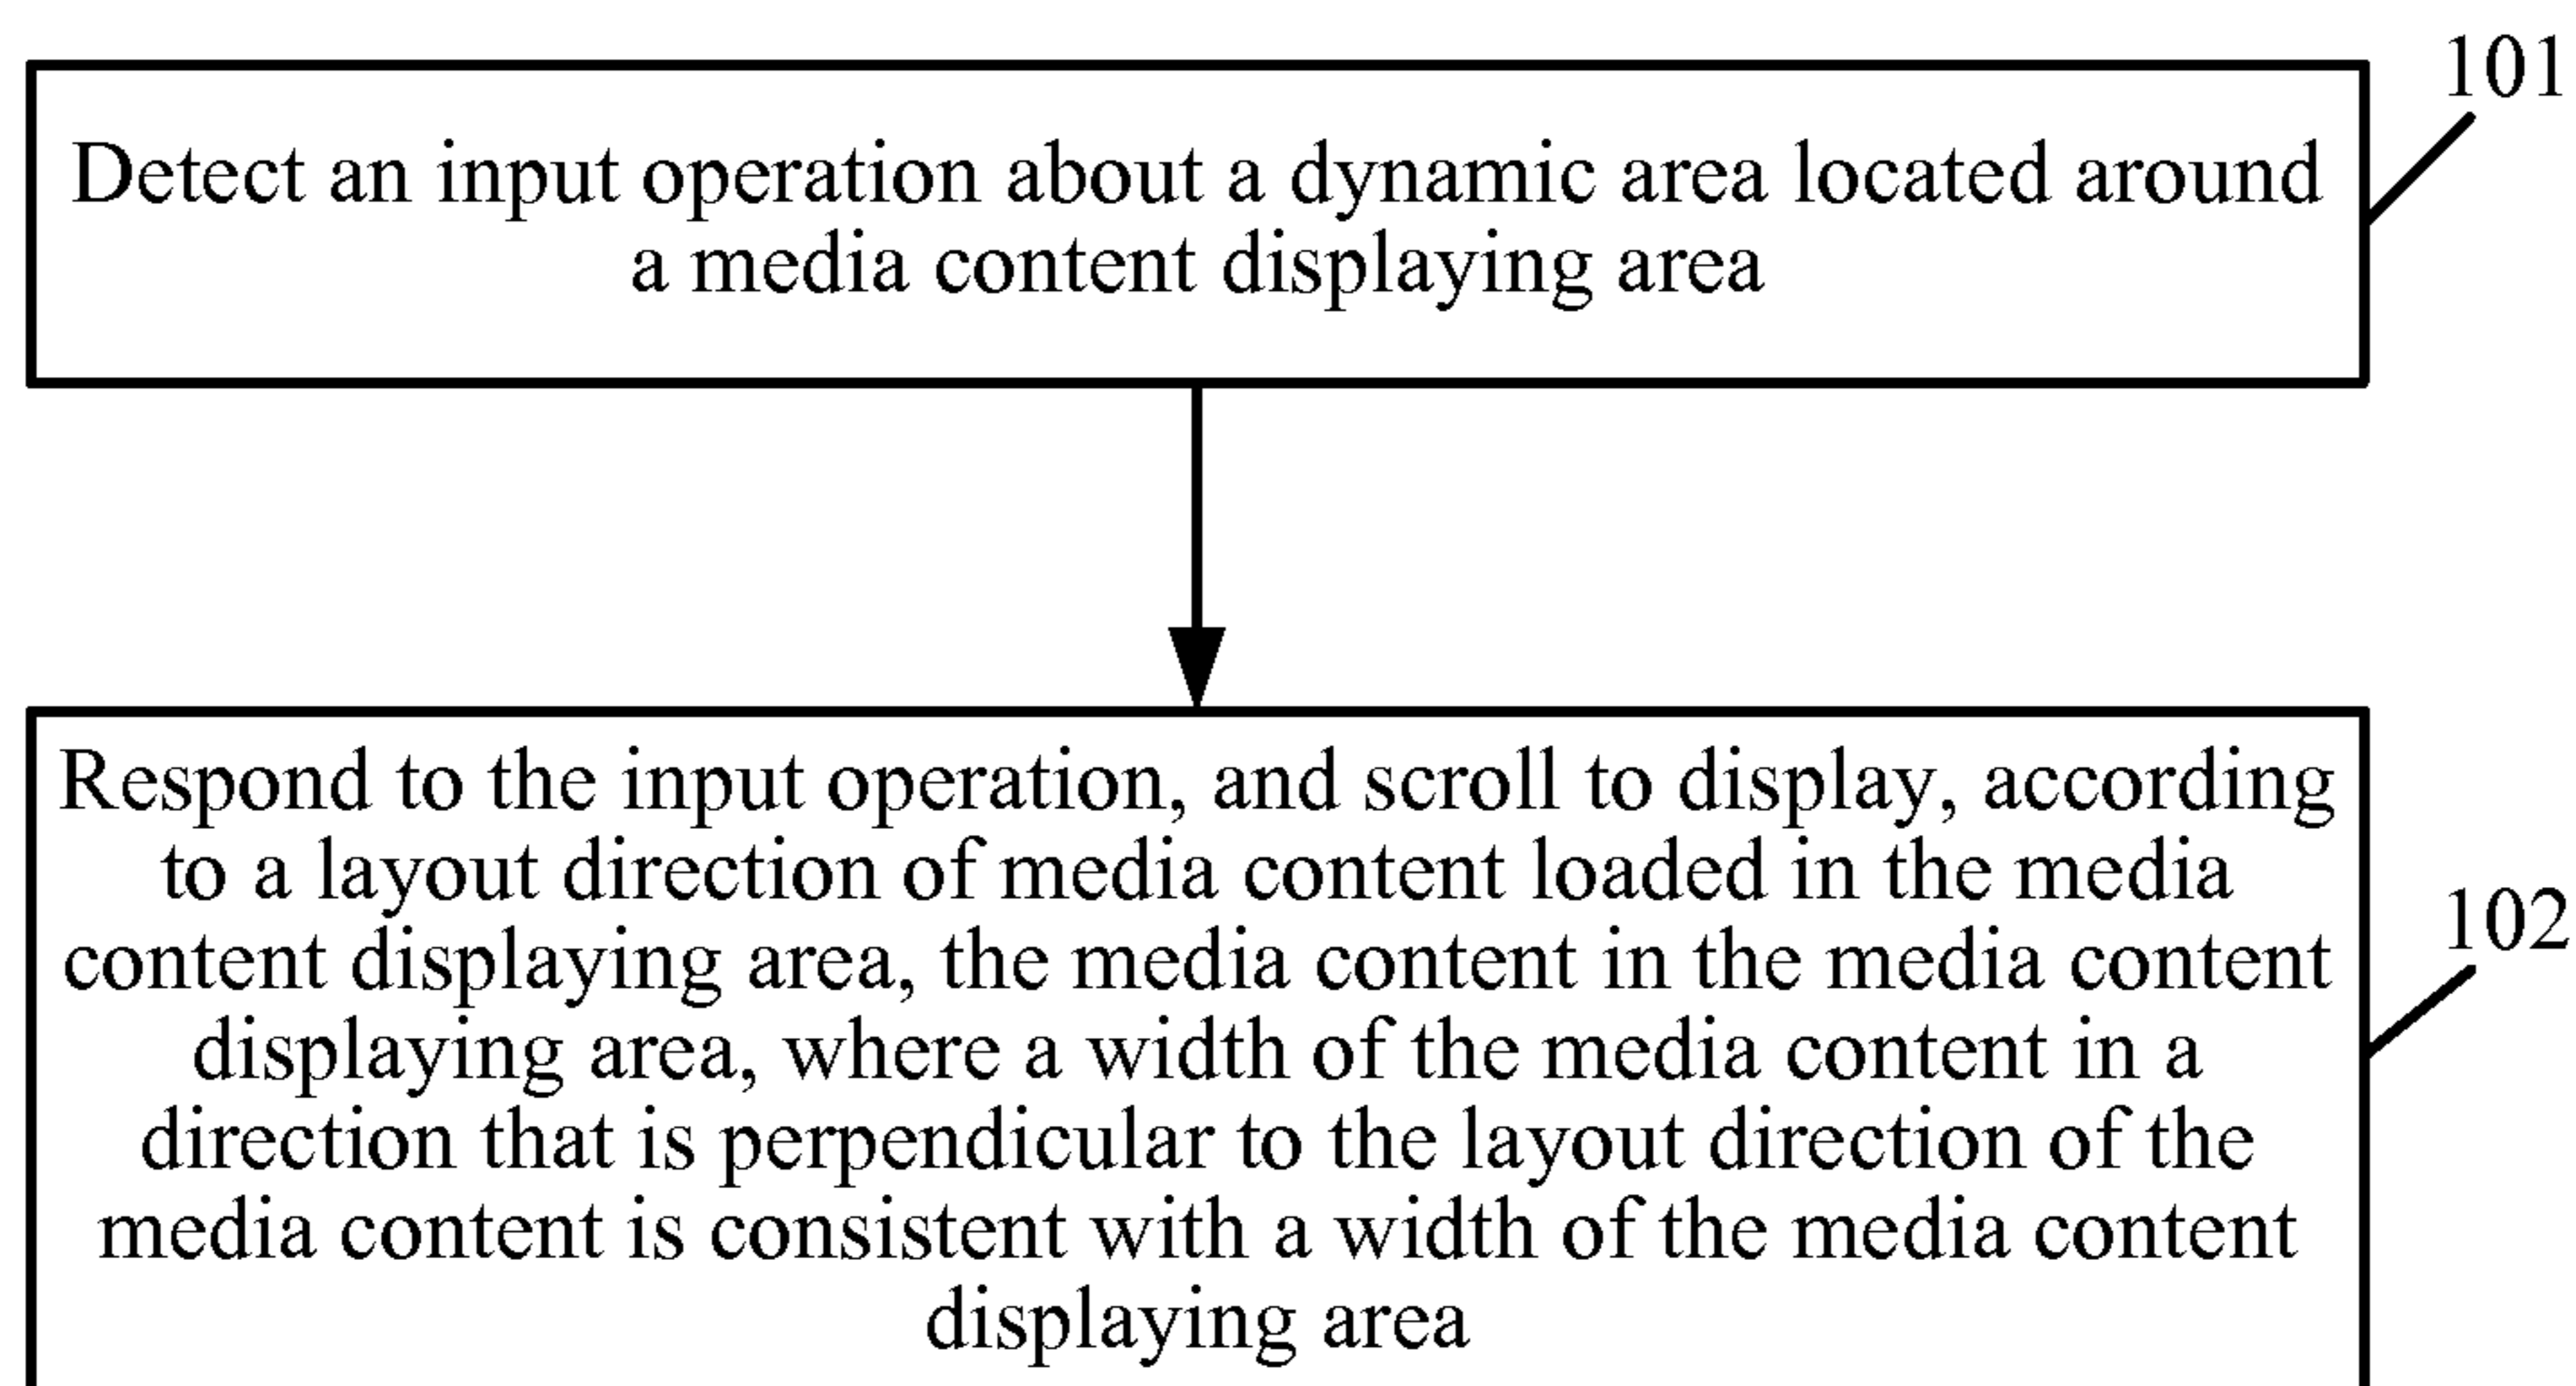 101
Detect an input operation about a dynamic area located around
a media content displaying area
Respond to the input operation, and scroll to display, according
to a layout direction of media content loaded in the media
content displaying area, the media content in the media content
displaying area, where a width of the media content in a
direction that is perpendicular to the layout direction of the
media content is consistent with a width of the media content
displaying area
102